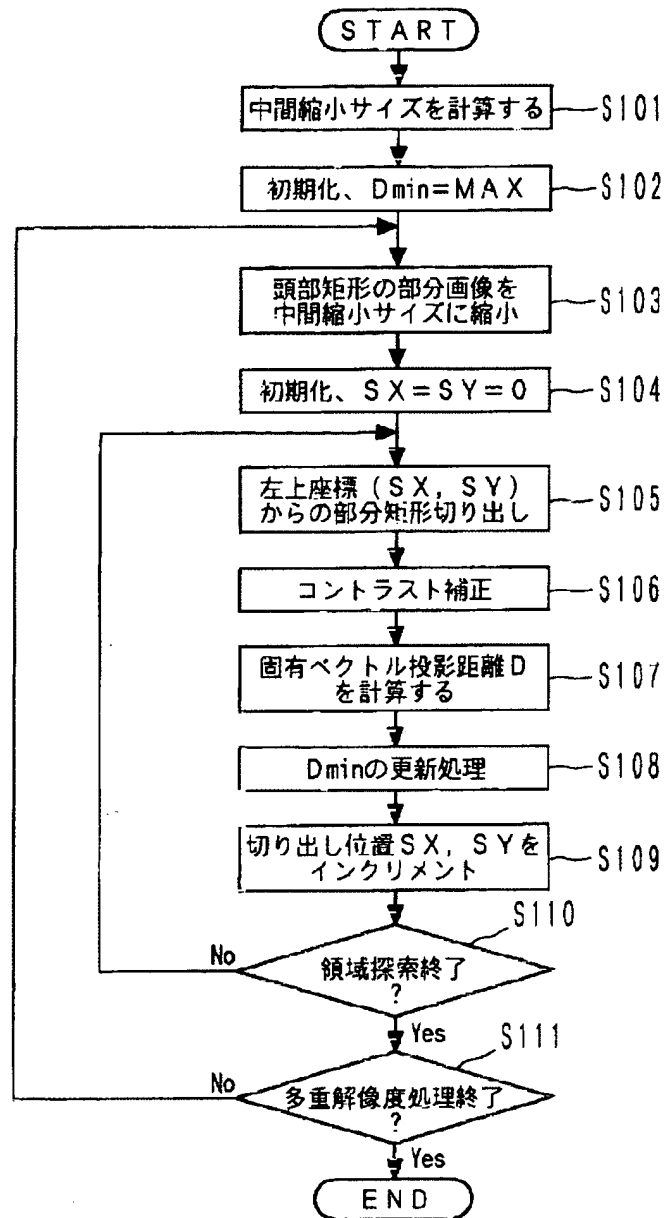 START
中間縮小サイズを計算する
S101
初期化、Dmin=MAX
S102
頭部矩形の部分画像を
中間縮小サイズに縮小
S103
初期化、SX=SY=0
S104
左上座標(SX,SY)
からの部分矩形切り出し
S105
コントラスト補正
S106
固有ベクトル投影距離D
を計算する
S107
Dminの更新処理
S108
切り出し位置SX,SYを
インクリメント
S109
S110
No
領域探索終了
?
Yes
S111
No
多重解像度処理終了
?
Yes
END